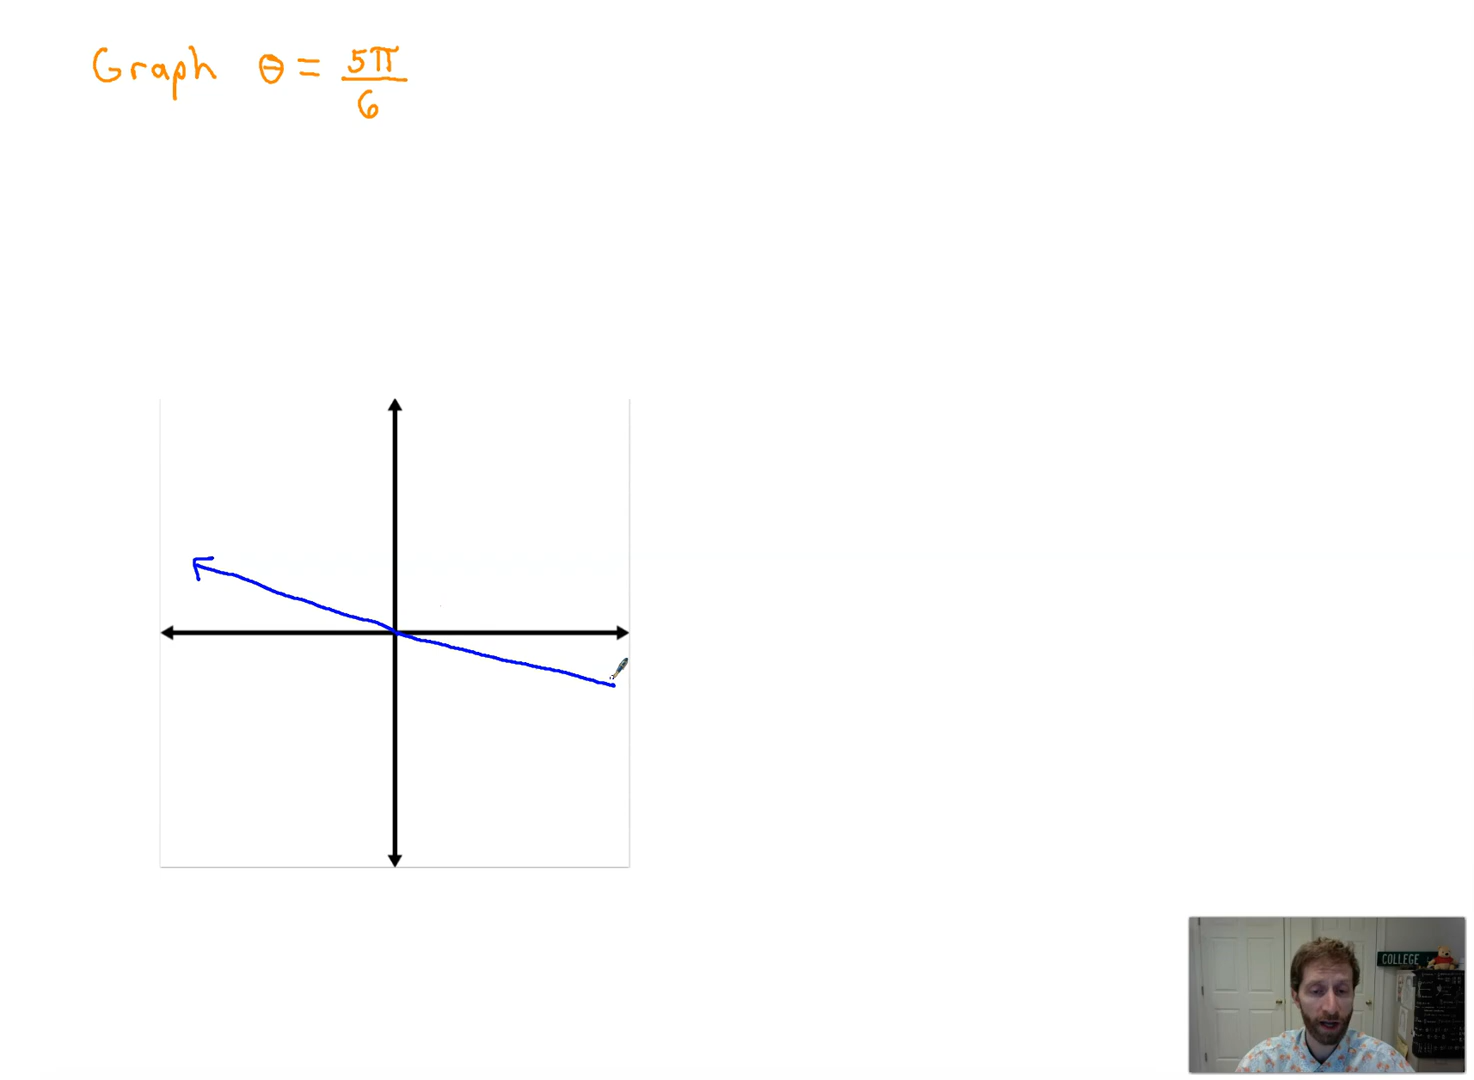 Graph θ = 5π/6
COLLEGE